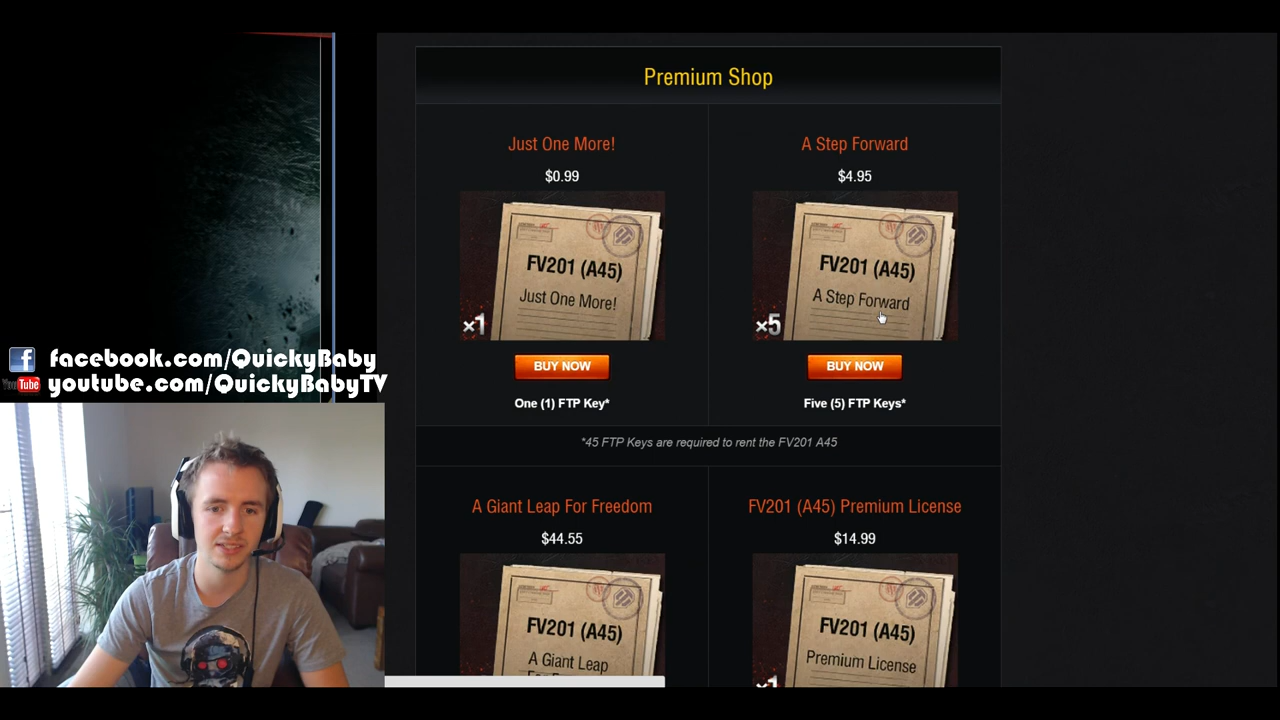 Premium Shop
Just One More!
$0.99
FV201 (A45)
Just One More!
×1
BUY NOW
One (1) FTP Key*
A Step Forward
$4.95
FV201 (A45)
A Step Forward
×5
BUY NOW
Five (5) FTP Keys*
*45 FTP Keys are required to rent the FV201 A45
A Giant Leap For Freedom
$44.55
FV201 (A45)
A Giant Leap
FV201 (A45) Premium License
$14.99
FV201 (A45)
Premium License
×1
f facebook.com/QuickyBaby
YouTube youtube.com/QuickyBabyTV